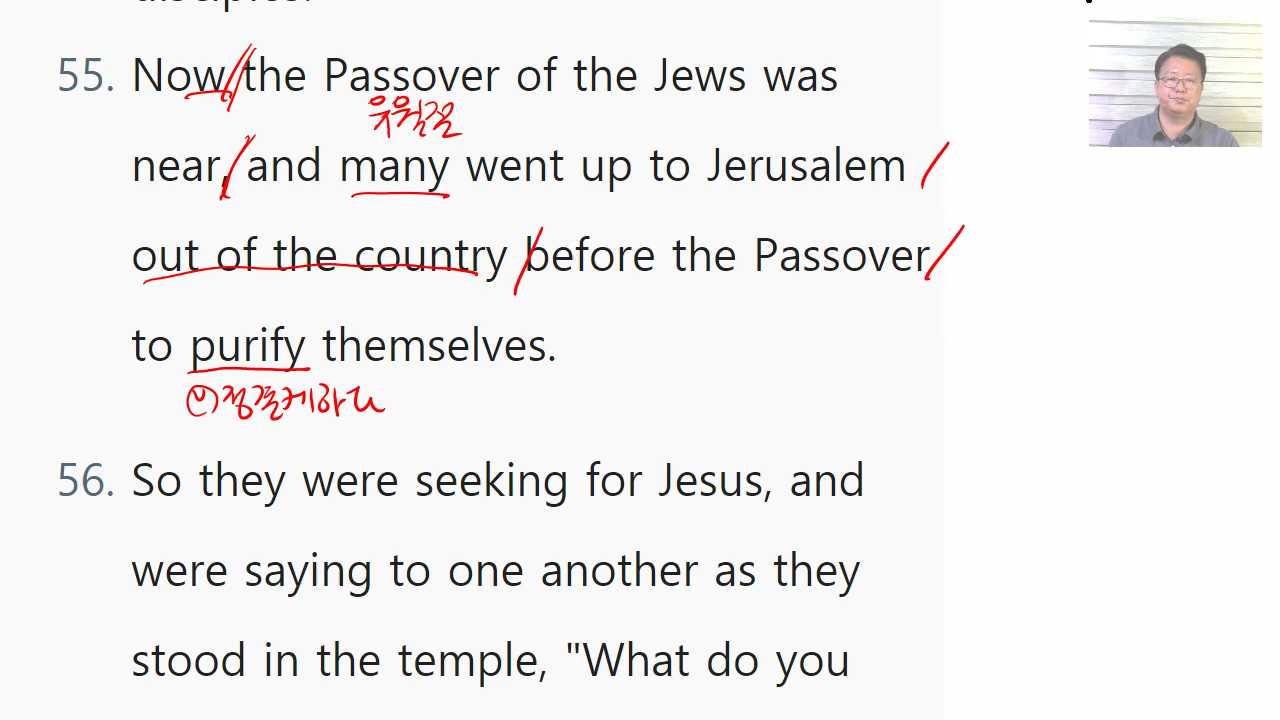 disciples.
55. Now the Passover of the Jews was
유월절
near, and many went up to Jerusalem
out of the country before the Passover
to purify themselves.
(v) 정결케하다
56. So they were seeking for Jesus, and
were saying to one another as they
stood in the temple, "What do you